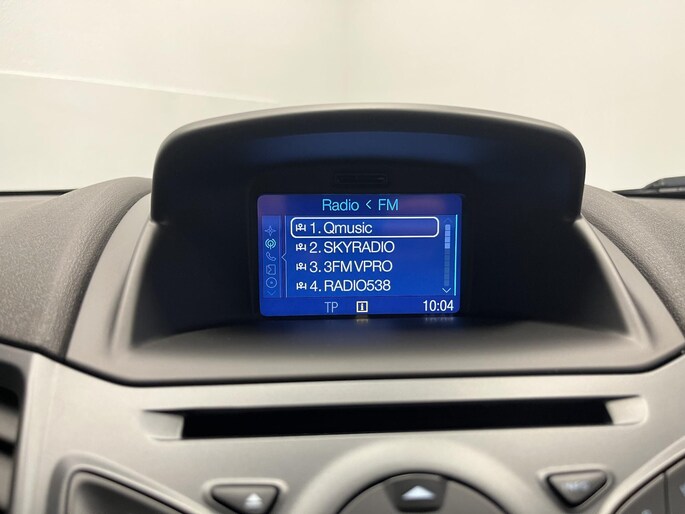 Radio < FM
1. Qmusic
2. SKYRADIO
3. 3FM VPRO
4. RADIO538
TP i 10:04